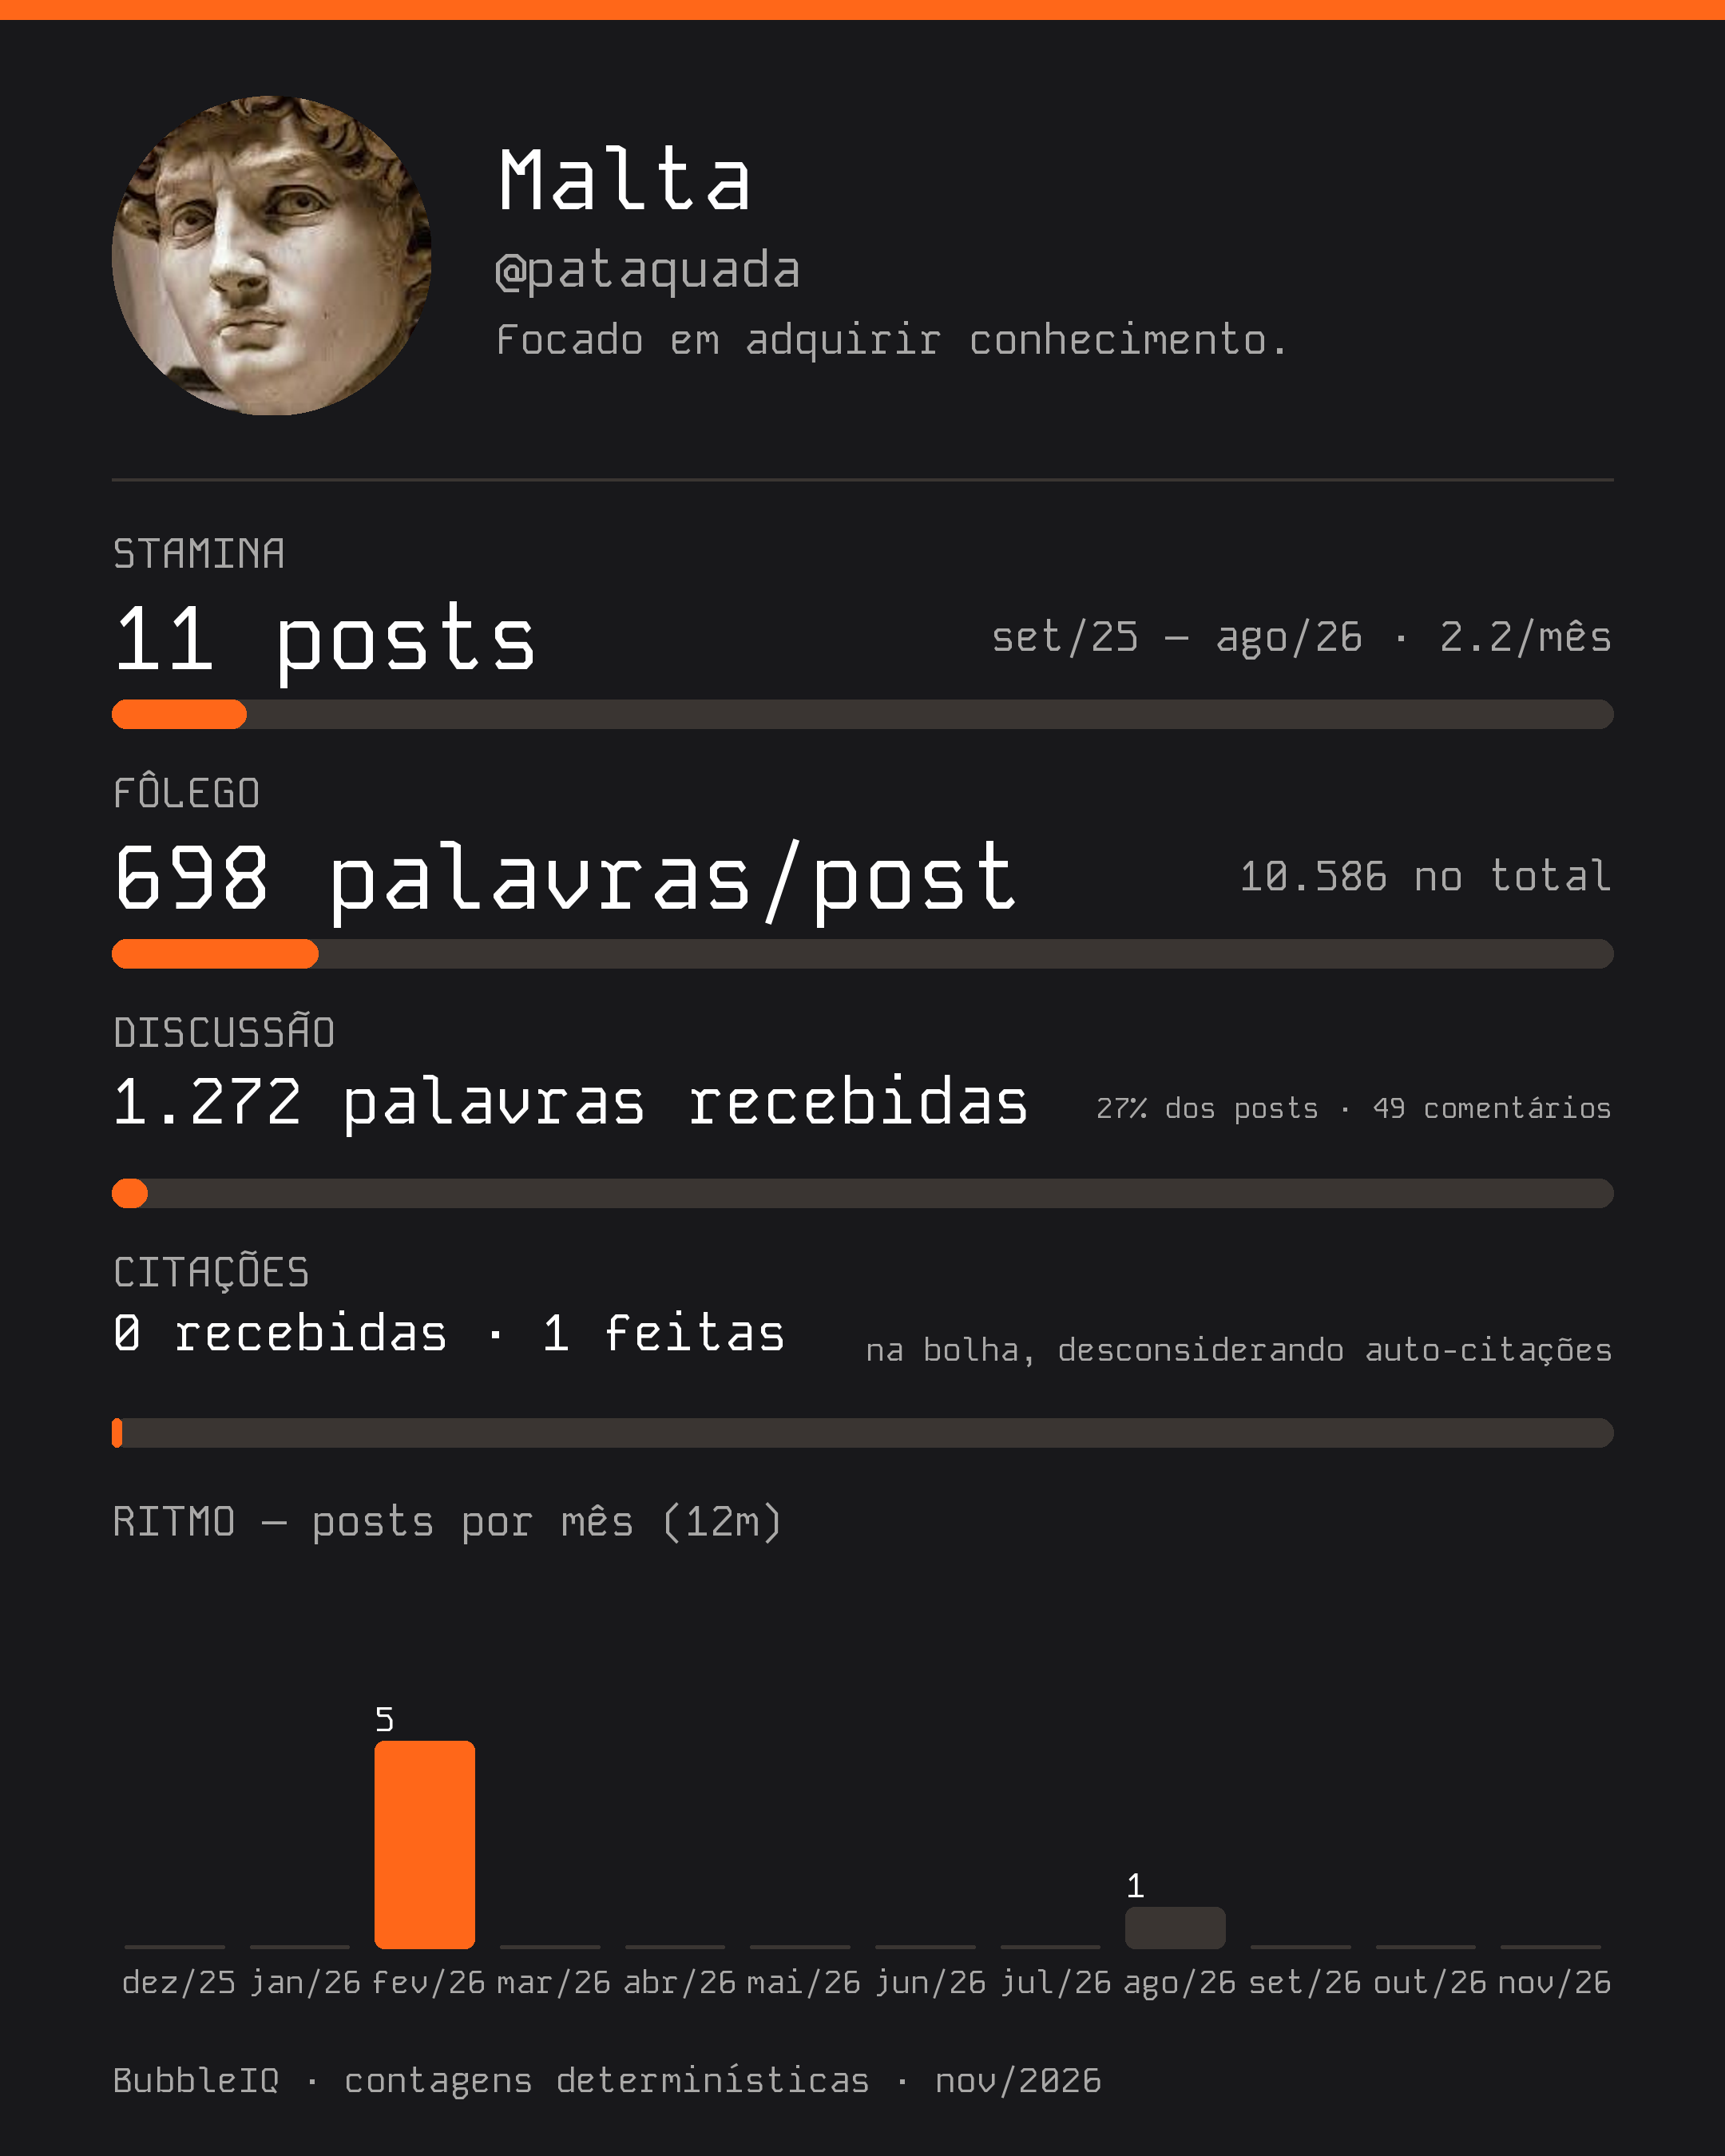 Malta
@pataquada
Focado em adquirir conhecimento.
STAMINA
11 posts
set/25 — ago/26 · 2.2/mês
FÔLEGO
698 palavras/post
10.586 no total
DISCUSSÃO
1.272 palavras recebidas
27% dos posts · 49 comentários
CITAÇÕES
0 recebidas · 1 feitas
na bolha, desconsiderando auto-citações
RITMO — posts por mês (12m)
5
1
dez/25 jan/26 fev/26 mar/26 abr/26 mai/26 jun/26 jul/26 ago/26 set/26 out/26 nov/26
BubbleIQ · contagens determinísticas · nov/2026